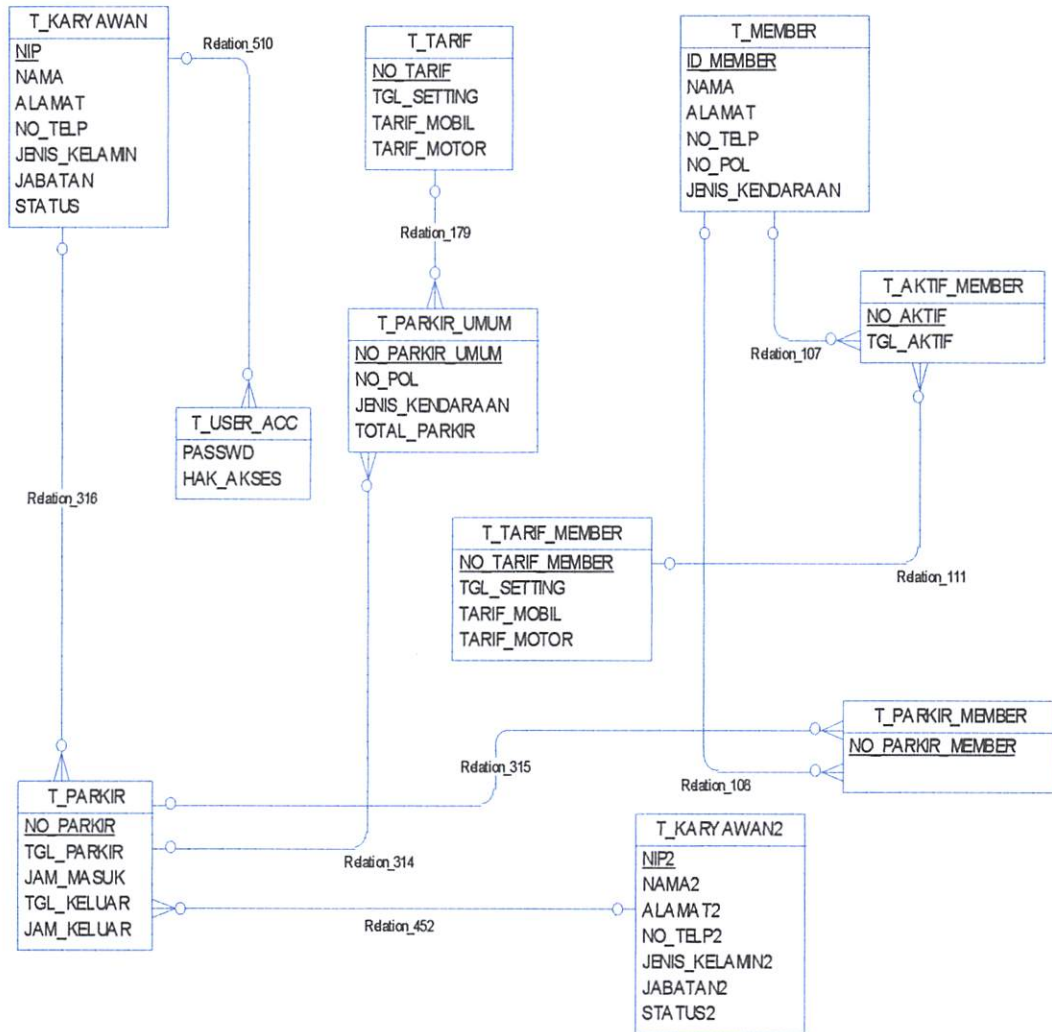 T_KARYAWAN
NIP
NAMA
ALAMAT
NO_TELP
JENIS_KELAMIN
JABATAN
STATUS
Relation_510
T_TARIF
NO_TARIF
TGL_SETTING
TARIF_MOBIL
TARIF_MOTOR
T_MEMBER
ID_MEMBER
NAMA
ALAMAT
NO_TELP
NO_POL
JENIS_KENDARAAN
Relation_179
T_AKTIF_MEMBER
NO_AKTIF
TGL_AKTIF
Relation_107
T_PARKIR_UMUM
NO_PARKIR_UMUM
NO_POL
JENIS_KENDARAAN
TOTAL_PARKIR
T_USER_ACC
PASSWD
HAK_AKSES
Relation_316
T_TARIF_MEMBER
NO_TARIF_MEMBER
TGL_SETTING
TARIF_MOBIL
TARIF_MOTOR
Relation_111
T_PARKIR_MEMBER
NO_PARKIR_MEMBER
Relation_315
Relation_108
T_PARKIR
NO_PARKIR
TGL_PARKIR
JAM_MASUK
TGL_KELUAR
JAM_KELUAR
Relation_314
Relation_452
T_KARYAWAN2
NIP2
NAMA2
ALAMAT2
NO_TELP2
JENIS_KELAMIN2
JABATAN2
STATUS2